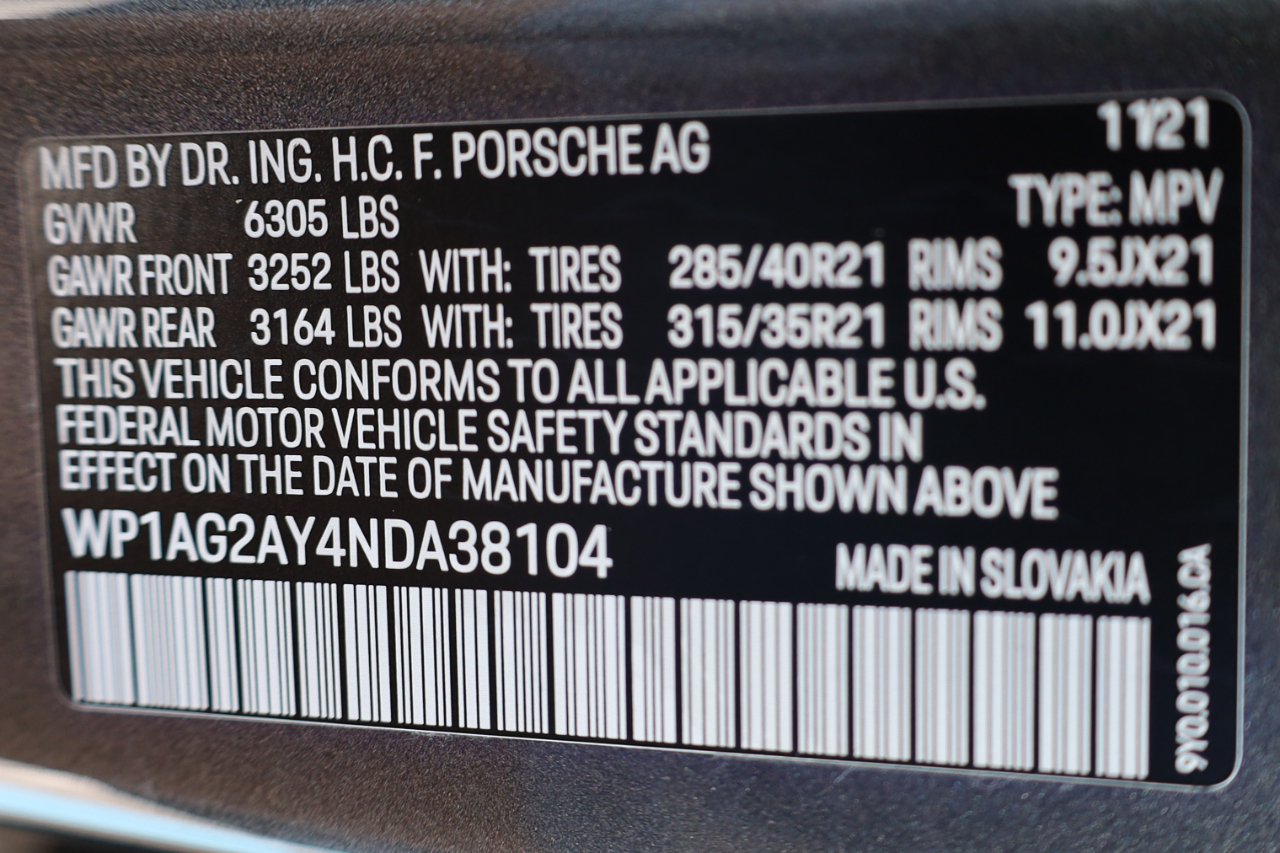 MFD BY DR. ING. H.C. F. PORSCHE AG 11/21
GVWR 6305 LBS TYPE: MPV
GAWR FRONT 3252 LBS WITH: TIRES 285/40R21 RIMS 9.5JX21
GAWR REAR 3164 LBS WITH: TIRES 315/35R21 RIMS 11.0JX21
THIS VEHICLE CONFORMS TO ALL APPLICABLE U.S.
FEDERAL MOTOR VEHICLE SAFETY STANDARDS IN
EFFECT ON THE DATE OF MANUFACTURE SHOWN ABOVE
WP1AG2AY4NDA38104
MADE IN SLOVAKIA
9Y0.010.016.CA